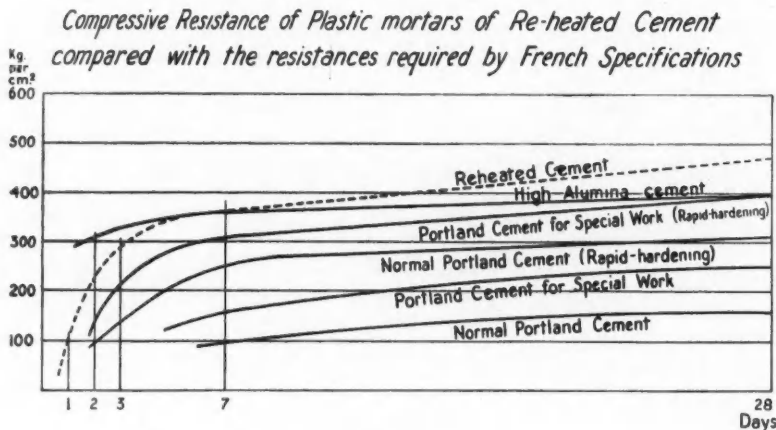 Compressive Resistance of Plastic mortars of Re-heated Cement
compared with the resistances required by French Specifications
Kg.
per
cm.²
600
500
400
300
200
100
Reheated Cement
High Alumina cement
Portland Cement for Special Work (Rapid-hardening)
Normal Portland Cement (Rapid-hardening)
Portland Cement for Special Work
Normal Portland Cement
1 2 3 7 28
Days